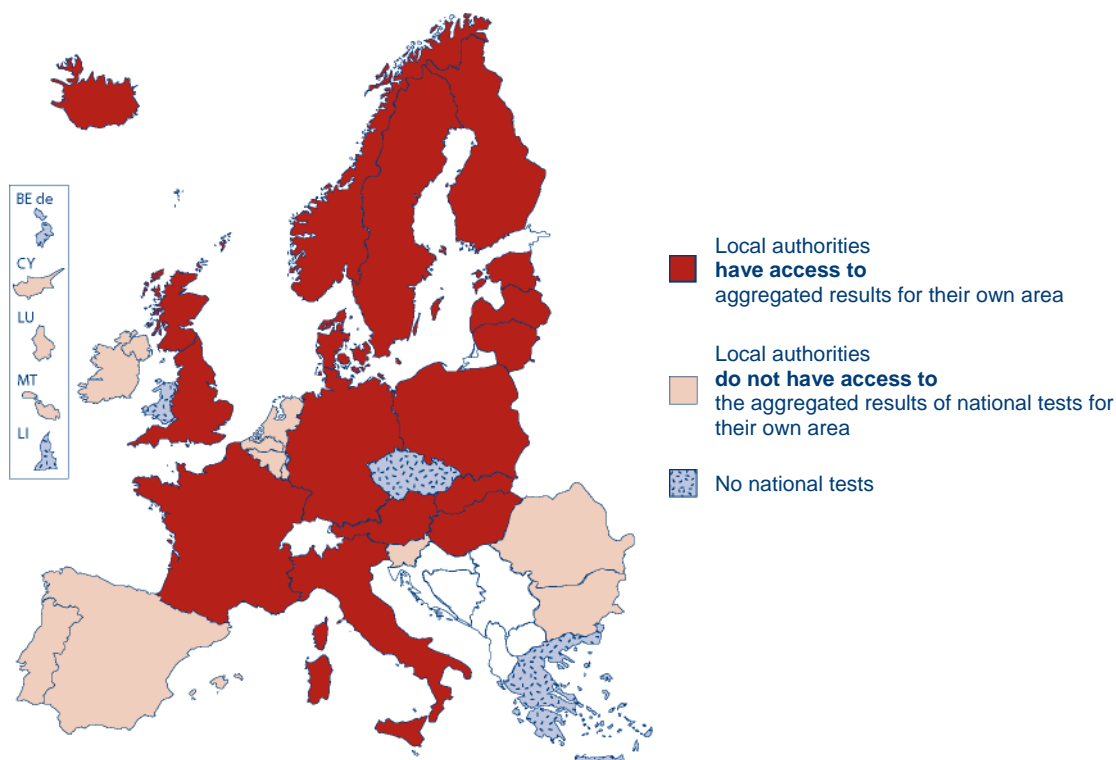 BE de
CY
LU
MT
LI
Local authorities
have access to
aggregated results for their own area
Local authorities
do not have access to
the aggregated results of national tests for
their own area
No national tests